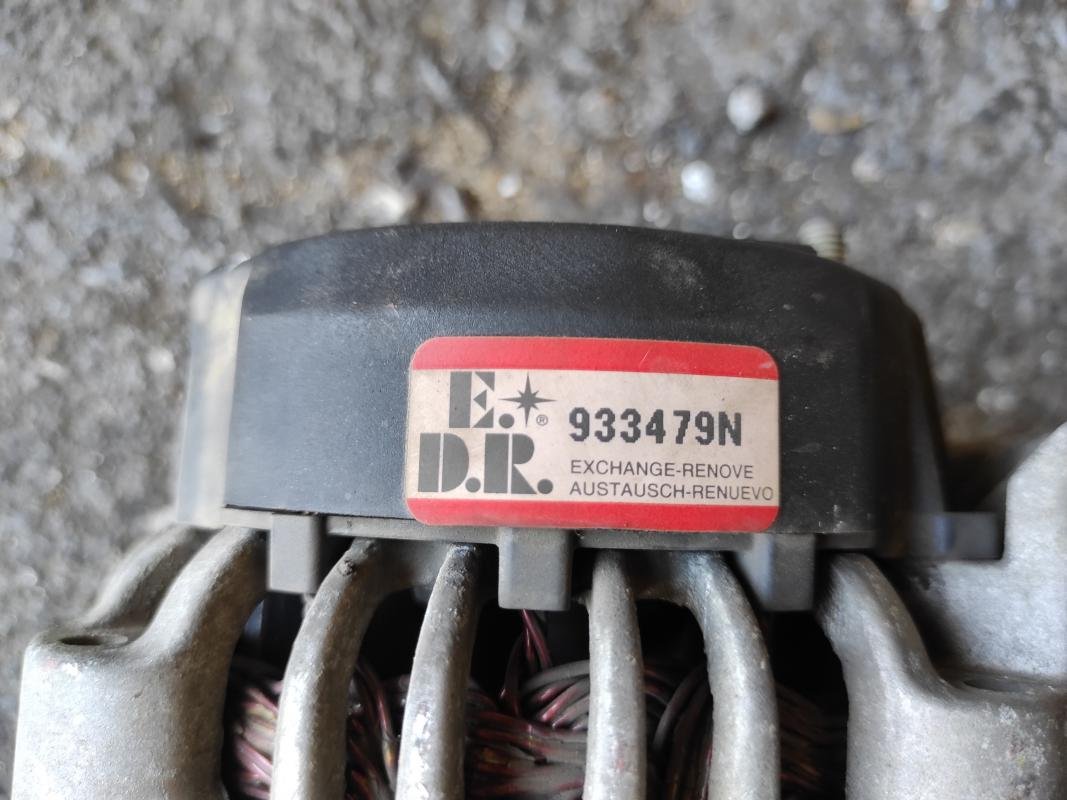 E.
D.R.
®
933479N
EXCHANGE-RENOVE
AUSTAUSCH-RENUEVO